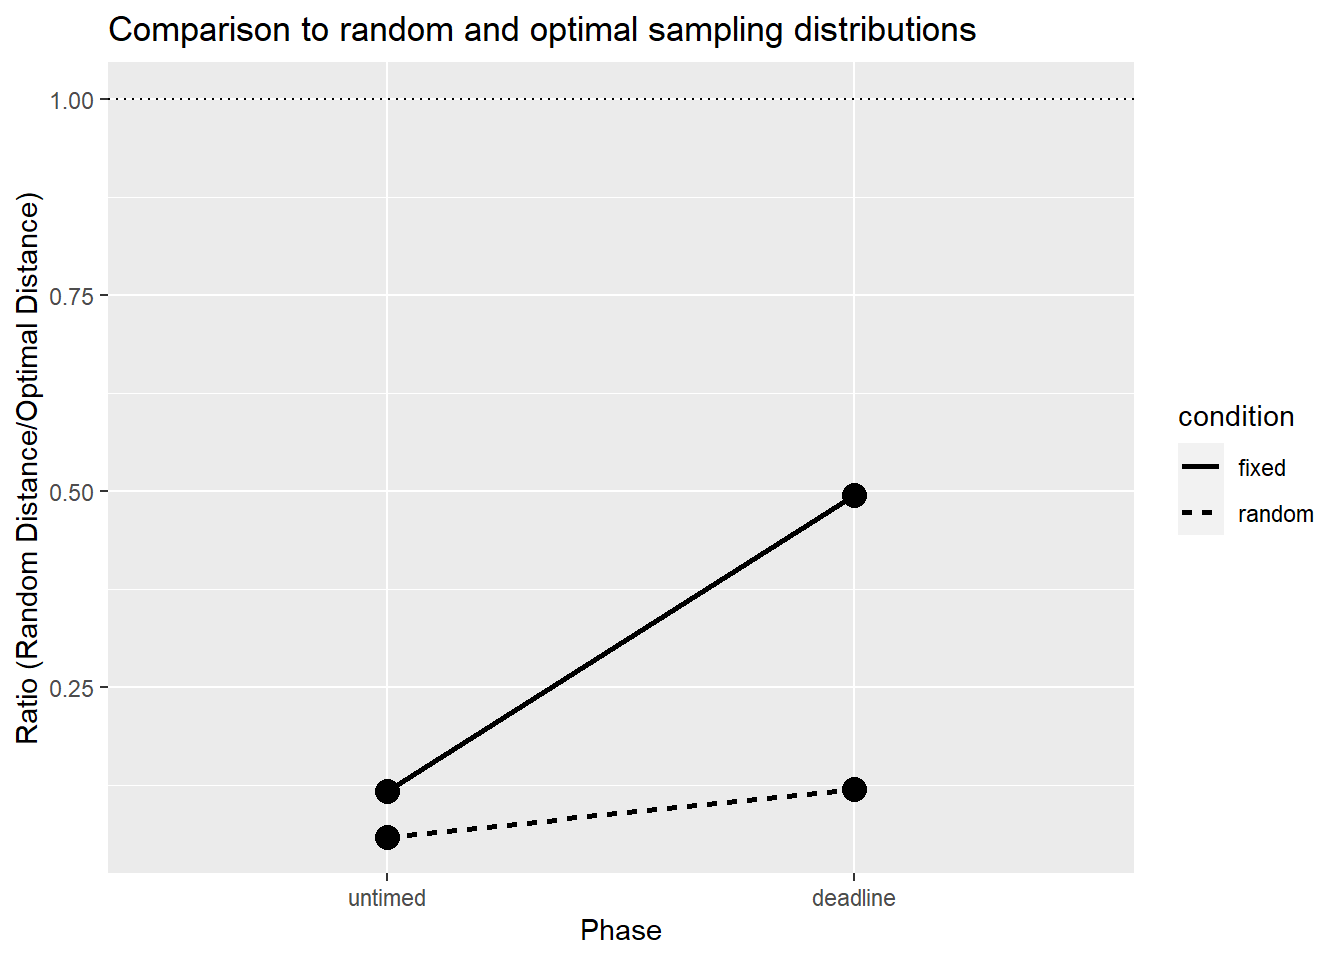 Comparison to random and optimal sampling distributions
Ratio (Random Distance/Optimal Distance)
1.00
0.75
0.50
0.25
untimed
deadline
Phase
condition
fixed
random